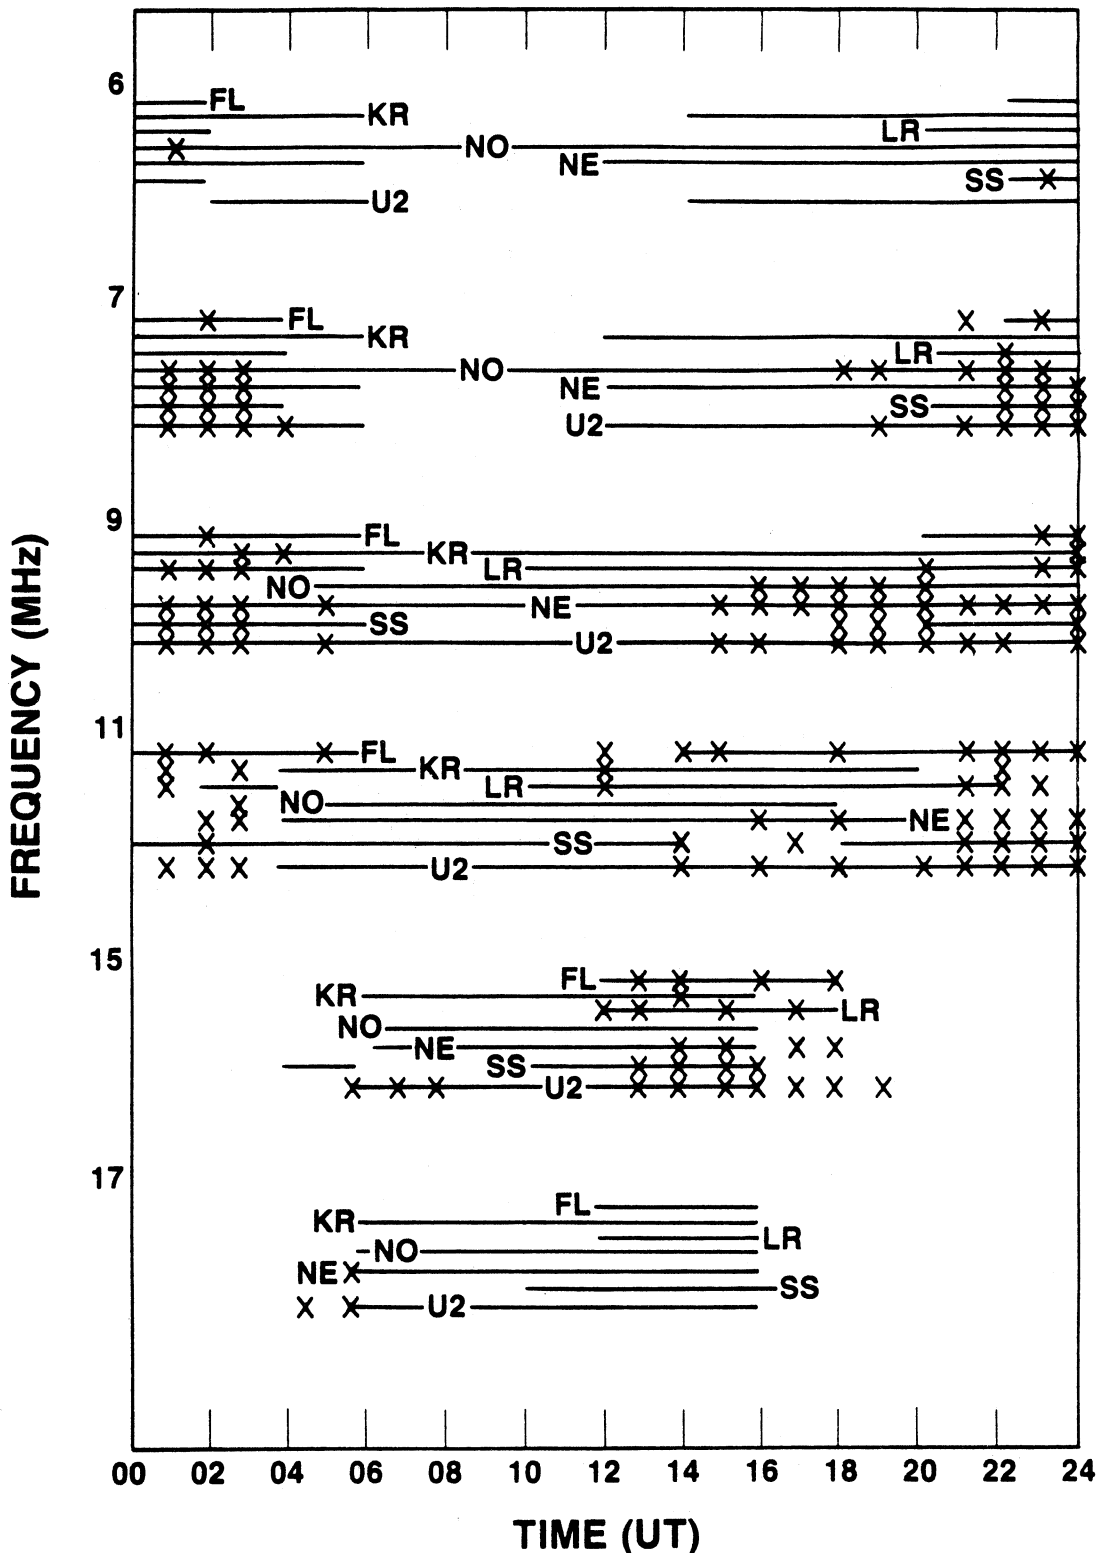 6
FL
KR
LR
NO
NE
SS
U2
7
FL
KR
LR
NO
NE
SS
U2
9
FL
KR
LR
NO
NE
SS
U2
11
FL
KR
LR
NO
NE
SS
U2
15
FL
KR
LR
NO
NE
SS
U2
17
FL
KR
LR
NO
NE
SS
U2
FREQUENCY (MHz)
00 02 04 06 08 10 12 14 16 18 20 22 24
TIME (UT)